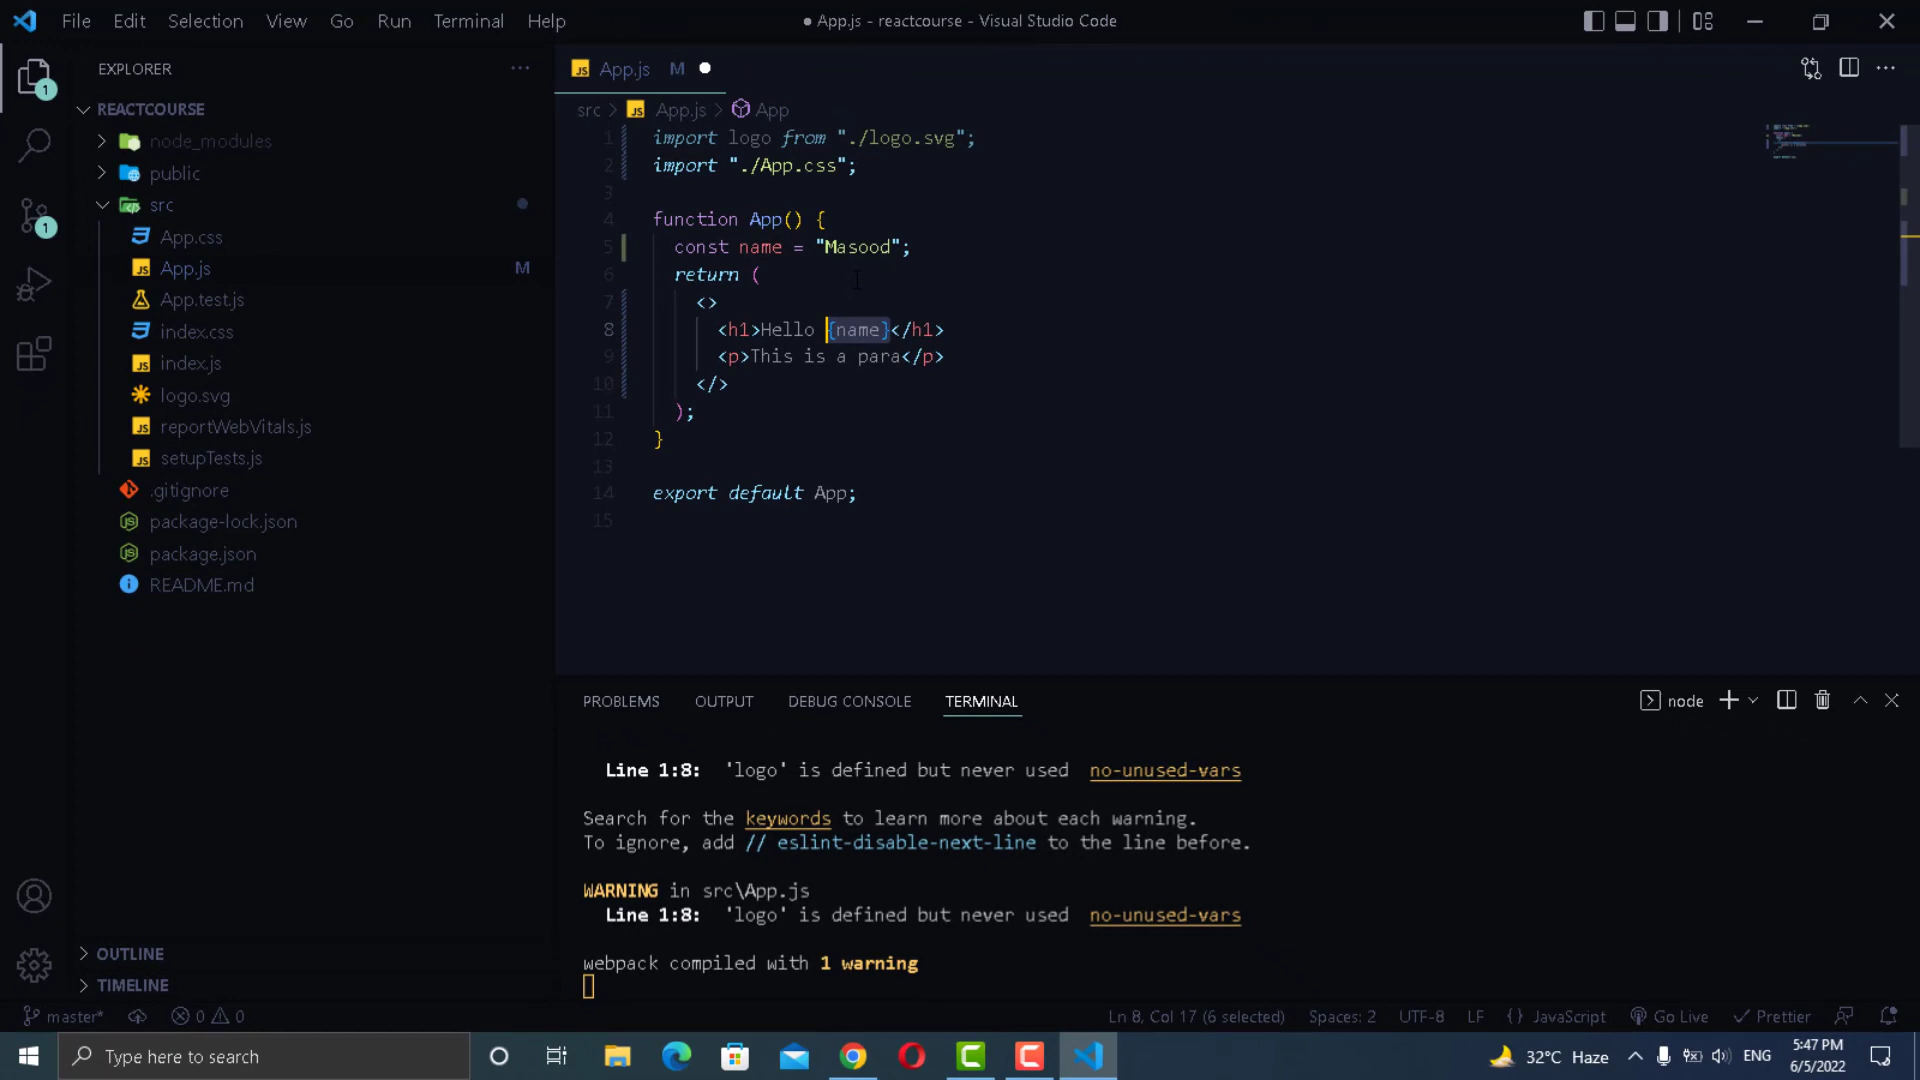 File Edit Selection View Go Run Terminal Help
● App.js - reactcourse - Visual Studio Code
EXPLORER
1
REACTCOURSE
node_modules
public
src
1
App.css
JS App.js M
App.test.js
index.css
JS index.js
logo.svg
JS reportWebVitals.js
JS setupTests.js
.gitignore
package-lock.json
package.json
README.md
OUTLINE
TIMELINE
JS App.js M
src > JS App.js > App
1 import logo from "./logo.svg";
2 import "./App.css";
3
4 function App() {
5 const name = "Masood";
6 return (
7 <>
8 <h1>Hello {name}</h1>
9 <p>This is a para</p>
10 </>
11 );
12 }
13
14 export default App;
15
PROBLEMS OUTPUT DEBUG CONSOLE TERMINAL
node
Line 1:8: 'logo' is defined but never used no-unused-vars
Search for the keywords to learn more about each warning.
To ignore, add // eslint-disable-next-line to the line before.
WARNING in src\App.js
Line 1:8: 'logo' is defined but never used no-unused-vars
webpack compiled with 1 warning
master* 0 0
Ln 8, Col 17 (6 selected) Spaces: 2 UTF-8 LF {} JavaScript Go Live Prettier
Type here to search
32°C Haze ENG
5:47 PM
6/5/2022